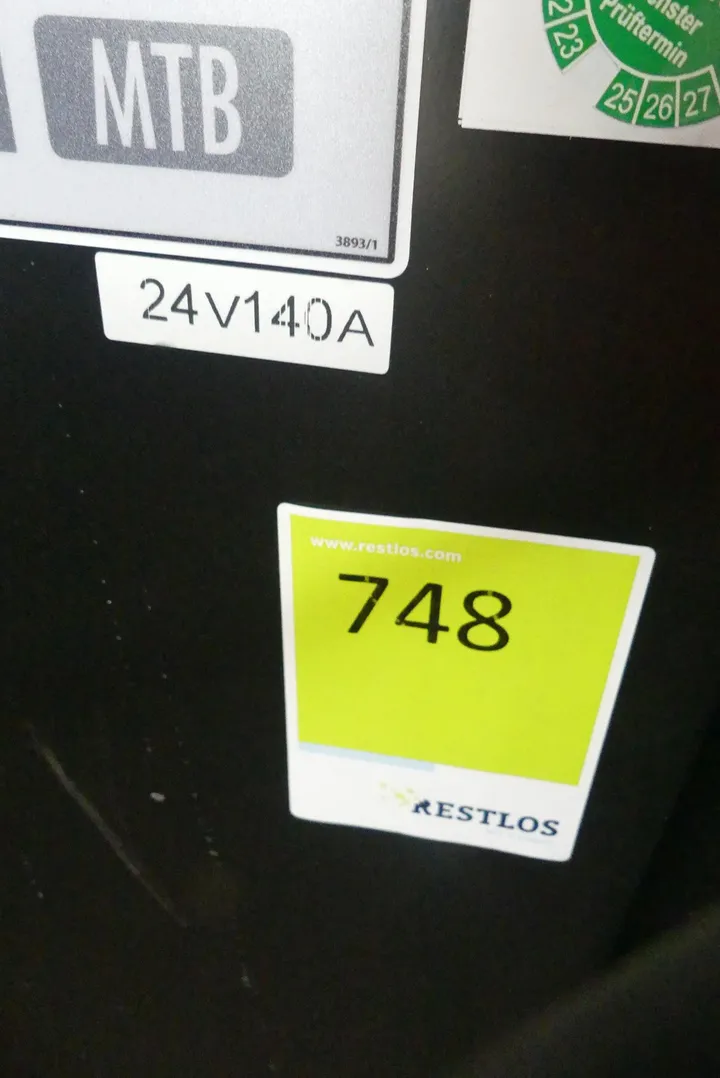 MTB
3893/1
24V140A
Prüftermin
23
25 26 27
www.restlos.com
748
RESTLOS